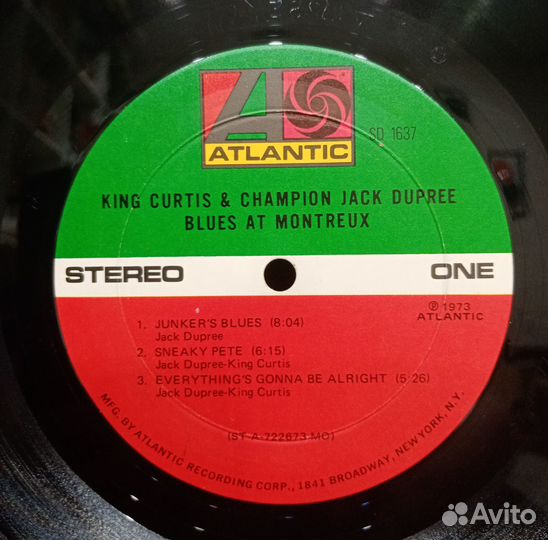 ATLANTIC
SD 1637
KING CURTIS & CHAMPION JACK DUPREE
BLUES AT MONTREUX
STEREO
ONE
℗ 1973
ATLANTIC
1. JUNKER'S BLUES (8:04)
Jack Dupree
2. SNEAKY PETE (6:15)
Jack Dupree-King Curtis
3. EVERYTHING'S GONNA BE ALRIGHT (5:26)
Jack Dupree-King Curtis
(ST-A-722673 MO)
MFG. BY ATLANTIC RECORDING CORP., 1841 BROADWAY, NEW YORK, N.Y.
Avito